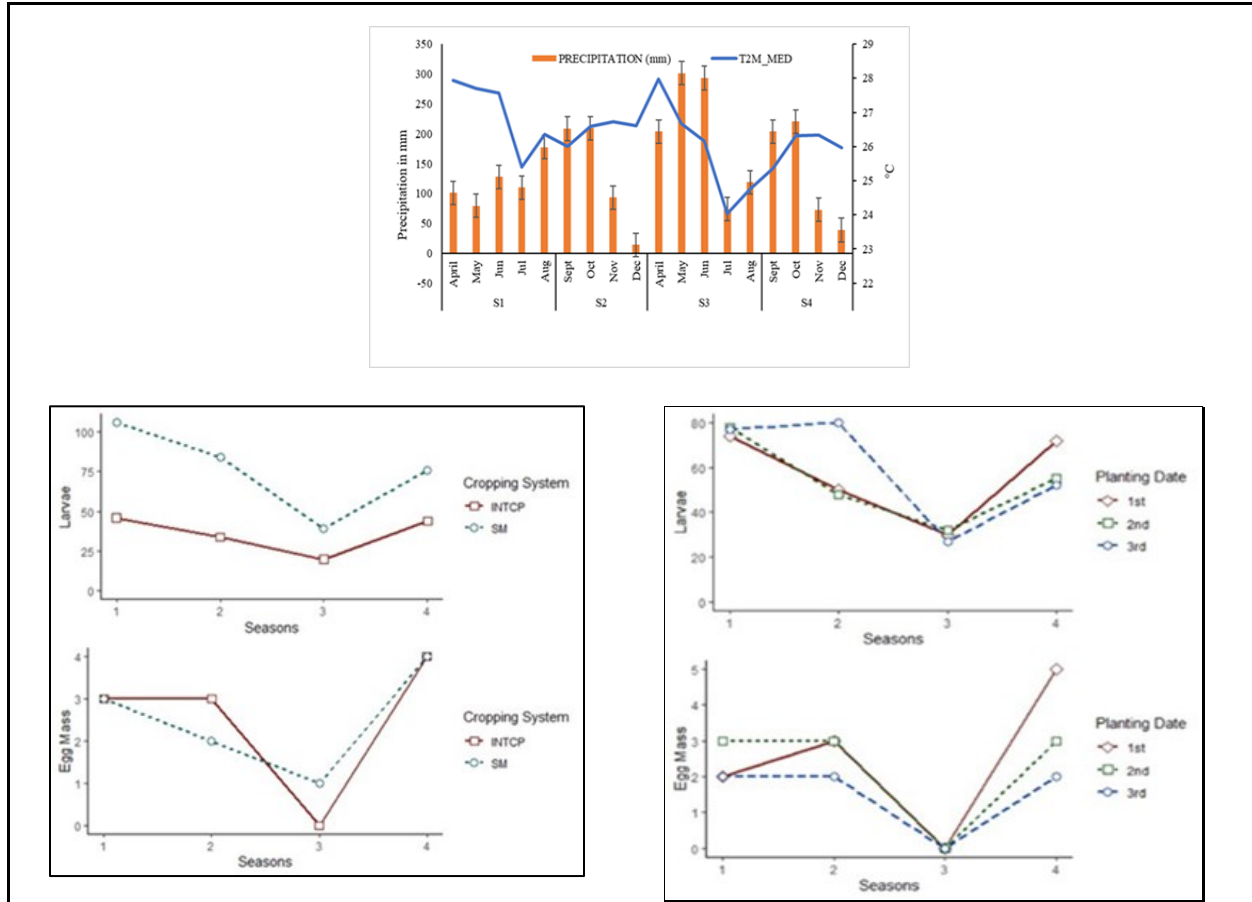 350
300
250
200
150
100
50
0
-50
Precipitation in mm
PRECIPITATION (mm) T2M_MED
29
28
27
26
25
24
23
22
°C
April May Jun Jul Aug Sept Oct Nov Dec April May Jun Jul Aug Sept Oct Nov Dec
S1 S2 S3 S4
100
75
50
25
0
Larvae
1 2 3 4
Seasons
Cropping System
INTCP
SM
4
3
2
1
0
Egg Mass
1 2 3 4
Seasons
Cropping System
INTCP
SM
80
60
40
20
0
Larvae
1 2 3 4
Seasons
Planting Date
1st
2nd
3rd
5
4
3
2
1
0
Egg Mass
1 2 3 4
Seasons
Planting Date
1st
2nd
3rd